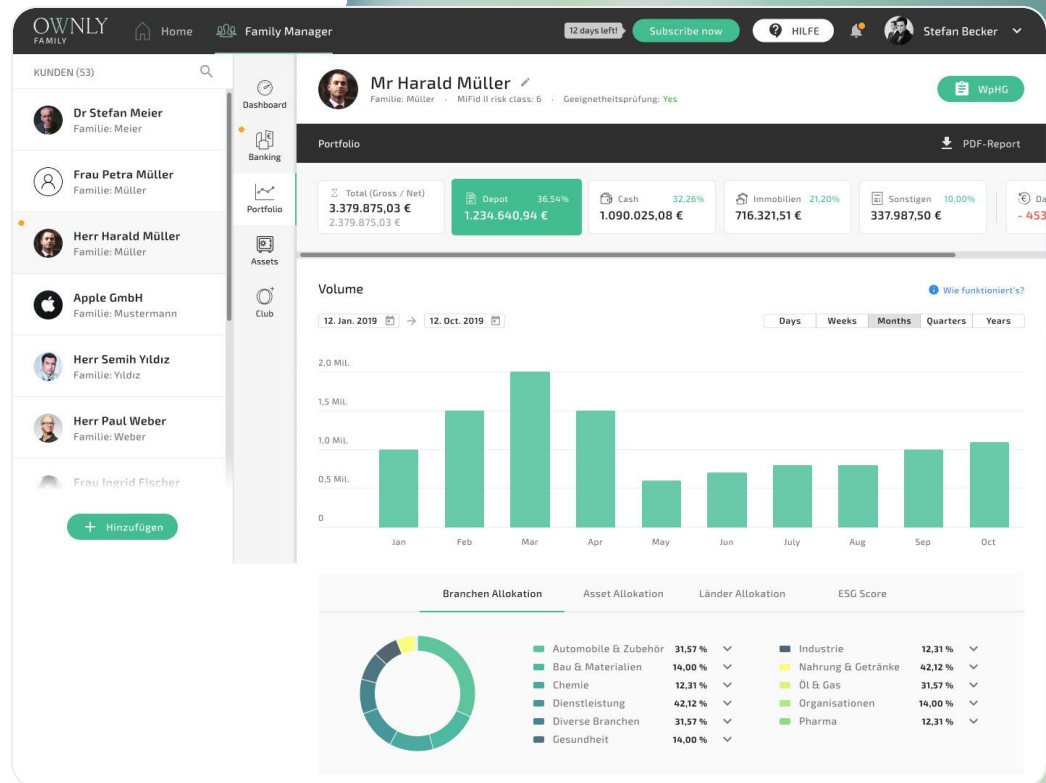 OWNLY
FAMILY
Home
Family Manager
12 days left!
Subscribe now
HILFE
Stefan Becker
KUNDEN (53)
Dr Stefan Meier
Familie: Meier
Frau Petra Müller
Familie: Müller
Herr Harald Müller
Familie: Müller
Apple GmbH
Familie: Mustermann
Herr Semih Yıldız
Familie: Yıldız
Herr Paul Weber
Familie: Weber
Frau Ingrid Fischer
+ Hinzufügen
Dashboard
Banking
Portfolio
Assets
Club
Mr Harald Müller
Familie: Müller · MiFid II risk class: 6 · Geeignetheitsprüfung: Yes
WpHG
Portfolio
PDF-Report
Total (Gross / Net)
3.379.875,03 €
2.379.875,03 €
Depot 36,54%
1.234.640,94 €
Cash 32,26%
1.090.025,08 €
Immobilien 21,20%
716.321,51 €
Sonstigen 10,00%
337.987,50 €
Da
- 453
Volume
Wie funktioniert's?
12. Jan. 2019 → 12. Oct. 2019
Days Weeks Months Quarters Years
2,0 Mil.
1,5 Mil.
1,0 Mil.
0,5 Mil.
0
Jan Feb Mar Apr May Jun July Aug Sep Oct
Branchen Allokation Asset Allokation Länder Allokation ESG Score
Automobile & Zubehör 31,57 %
Bau & Materialien 14,00 %
Chemie 12,31 %
Dienstleistung 42,12 %
Diverse Branchen 31,57 %
Gesundheit 14,00 %
Industrie 12,31 %
Nahrung & Getränke 42,12 %
Öl & Gas 31,57 %
Organisationen 14,00 %
Pharma 12,31 %